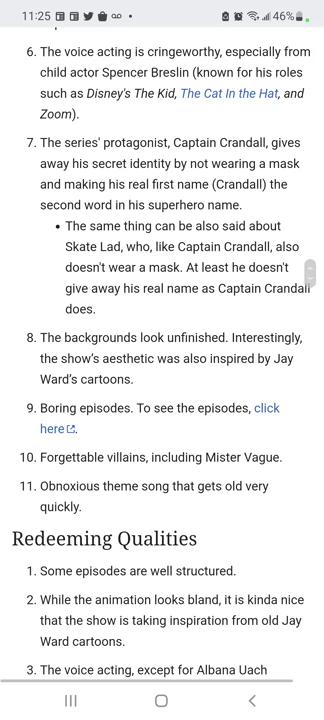 11:25
46%
6. The voice acting is cringeworthy, especially from
child actor Spencer Breslin (known for his roles
such as Disney's The Kid, The Cat In the Hat, and
Zoom).
7. The series' protagonist, Captain Crandall, gives
away his secret identity by not wearing a mask
and making his real first name (Crandall) the
second word in his superhero name.
• The same thing can be also said about
Skate Lad, who, like Captain Crandall, also
doesn't wear a mask. At least he doesn't
give away his real name as Captain Crandall
does.
8. The backgrounds look unfinished. Interestingly,
the show's aesthetic was also inspired by Jay
Ward's cartoons.
9. Boring episodes. To see the episodes, click
here.
10. Forgettable villains, including Mister Vague.
11. Obnoxious theme song that gets old very
quickly.
Redeeming Qualities
1. Some episodes are well structured.
2. While the animation looks bland, it is kinda nice
that the show is taking inspiration from old Jay
Ward cartoons.
3. The voice acting, except for Albana Uach